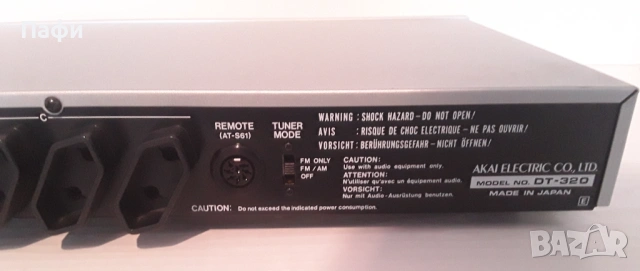 Пафи
C
REMOTE
(AT-S61)
TUNER
MODE
FM ONLY
FM / AM
OFF
WARNING : SHOCK HAZARD – DO NOT OPEN!
AVIS : RISQUE DE CHOC ELECTRIQUE – NE PAS OUVRIR!
VORSICHT: BERÜHRUNGSGEFAHR – NICHT ÖFFNEN!
CAUTION:
Use with audio equipment only.
ATTENTION:
N'utiliser qu'avec un équipement audio.
VORSICHT:
Nur mit Audio-Ausrüstung benutzen.
CAUTION: Do not exceed the indicated power consumption.
AKAI ELECTRIC CO., LTD.
MODEL NO. DT-320
MADE IN JAPAN
E
BAZAR